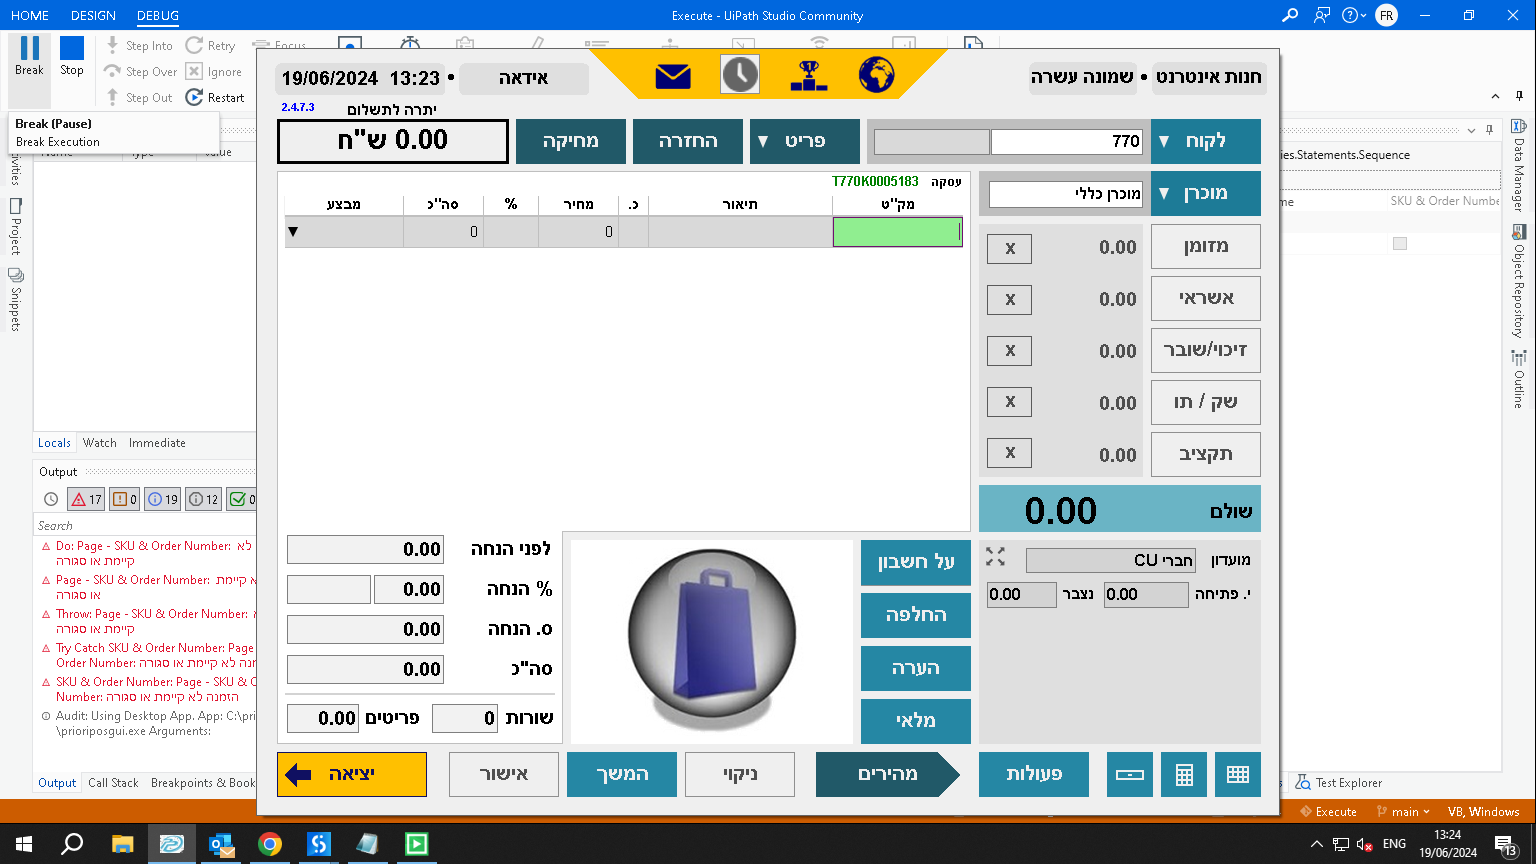 HOME DESIGN DEBUG
Execute - UiPath Studio Community
FR
Break Stop
Step Into Retry Focus
Step Over Ignore
Step Out Restart
Break (Pause)
Break Execution
Project
Snippets
Locals Watch Immediate
Output
17 0 19 12 0
Search
Do: Page - SKU & Order Number: לא
קיימת או סגורה
Page - SKU & Order Number: א קיימת
או סגורה
Throw: Page - SKU & Order Number:
קיימת או סגורה
Try Catch SKU & Order Number: Page
Order Number: מנה לא קיימת או סגורה
SKU & Order Number: Page - SKU & O
Number: הזמנה לא קיימת או סגורה
Audit: Using Desktop App. App: C:\pri
\prioriposgui.exe Arguments:
Output Call Stack Breakpoints & Book
חנות אינטרנט • שמונה עשרה
אידאה • 19/06/2024 13:23
2.4.7.3
יתרה לתשלום
0.00 ש"ח
מחיקה
החזרה
פריט
770
לקוח
עסקה T770K0005183
מוכרן כללי
מוכרן
מק"ט תיאור כ. מחיר % סה"כ מבצע
0 0
מזומן 0.00 X
אשראי 0.00 X
זיכוי/שובר 0.00 X
שק / תו 0.00 X
תקציב 0.00 X
שולם 0.00
מועדון חברי CU
י. פתיחה 0.00 נצבר 0.00
לפני הנחה 0.00
% הנחה 0.00
ס. הנחה 0.00
סה"כ 0.00
שורות 0 פריטים 0.00
על חשבון
החלפה
הערה
מלאי
פעולות
מהירים
ניקוי
המשך
אישור
יציאה
ies.Statements.Sequence
me SKU & Order Numbe
Data Manager
Object Repository
Outline
Test Explorer
Execute main VB, Windows
ENG
13:24
19/06/2024
13